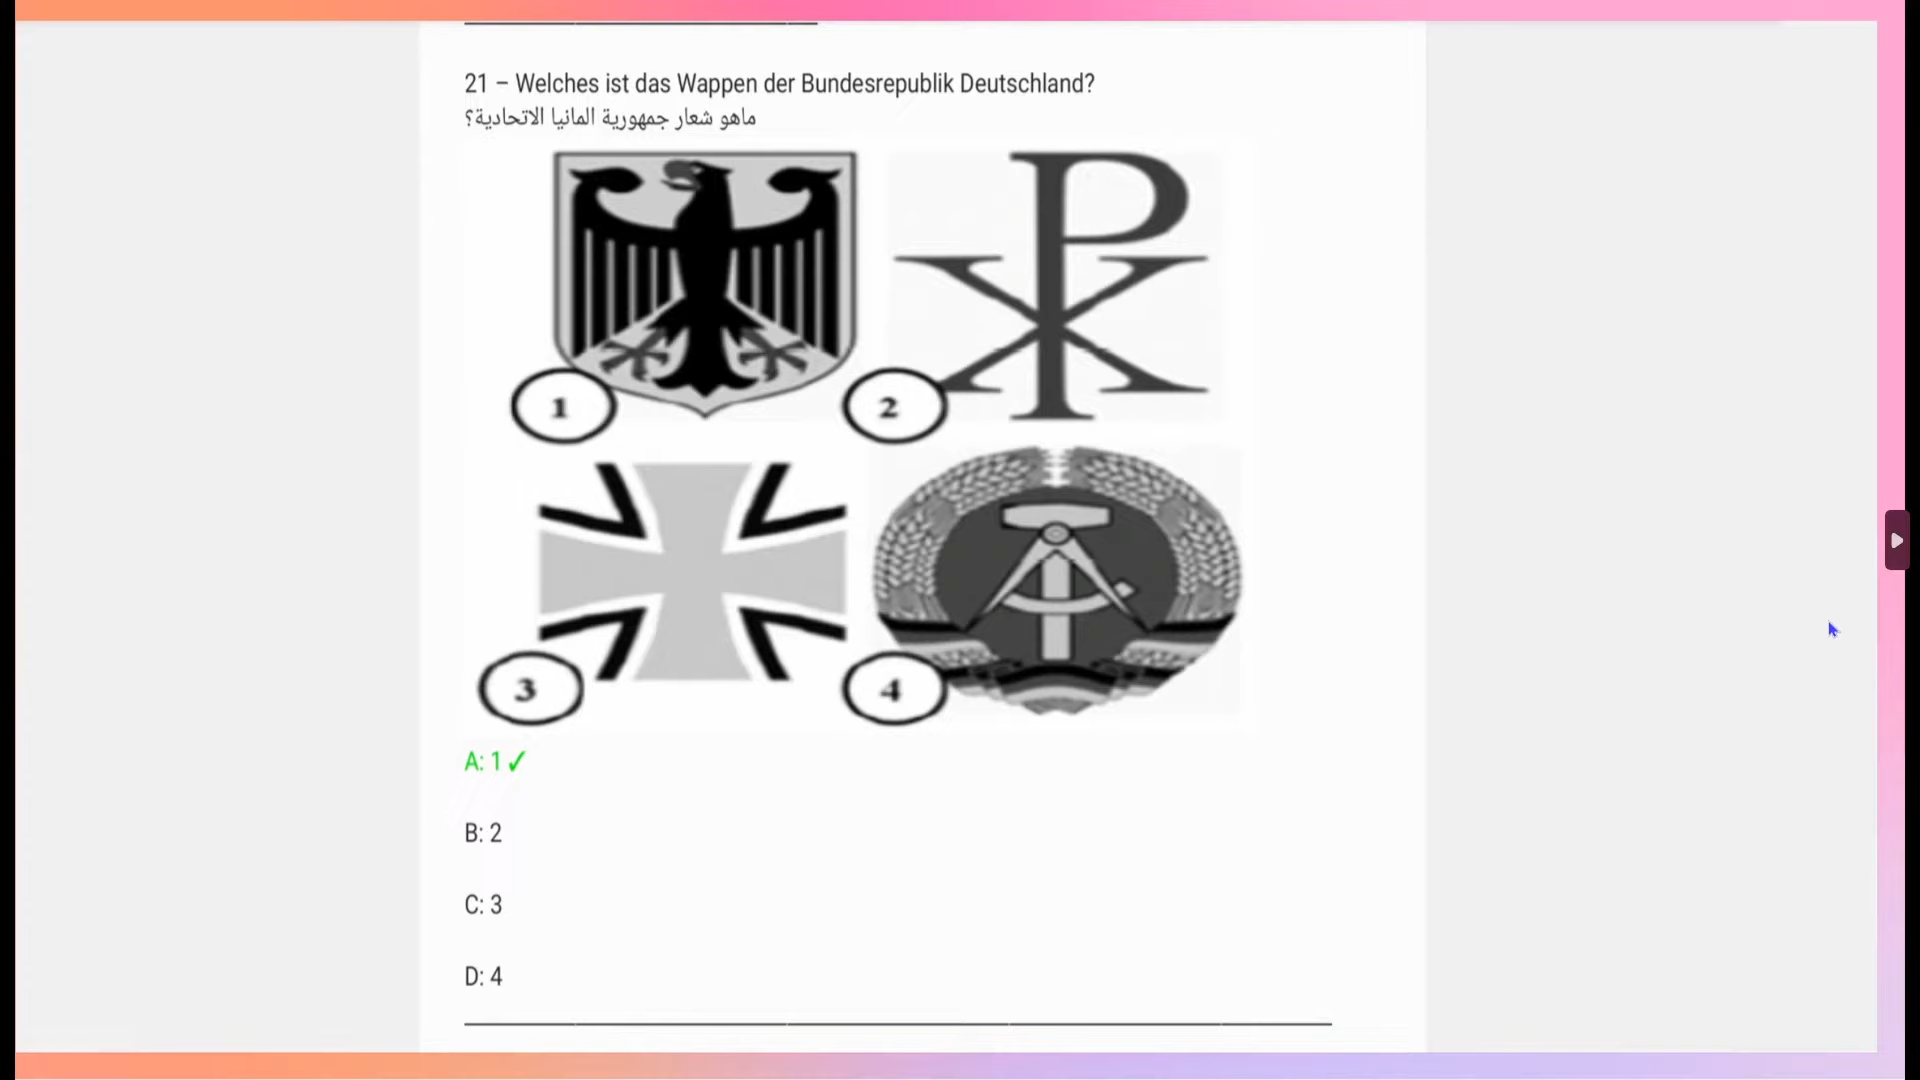 21 – Welches ist das Wappen der Bundesrepublik Deutschland?
ماهو شعار جمهورية المانيا الاتحادية؟
1
2
3
4
A: 1 ✓
B: 2
C: 3
D: 4